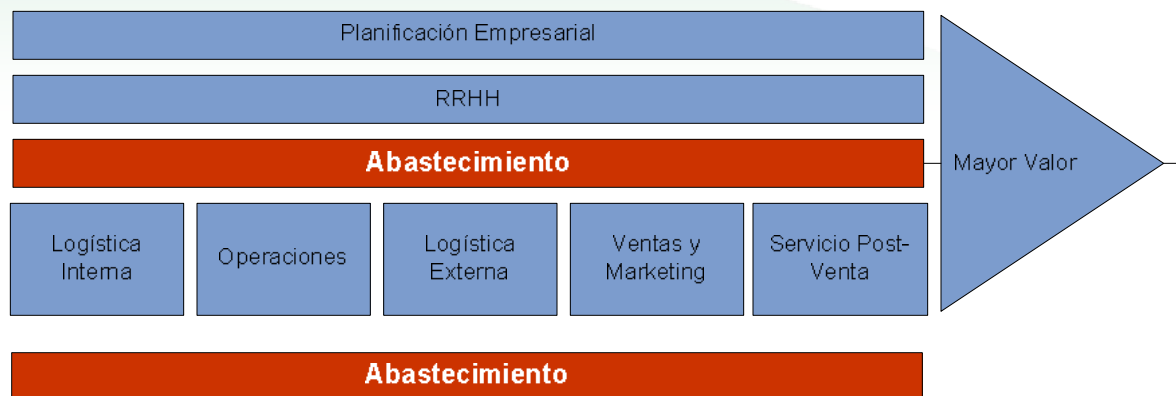 Planificación Empresarial
RRHH
Abastecimiento
Mayor Valor
Logística
Interna
Operaciones
Logística
Externa
Ventas y
Marketing
Servicio Post-
Venta
Abastecimiento